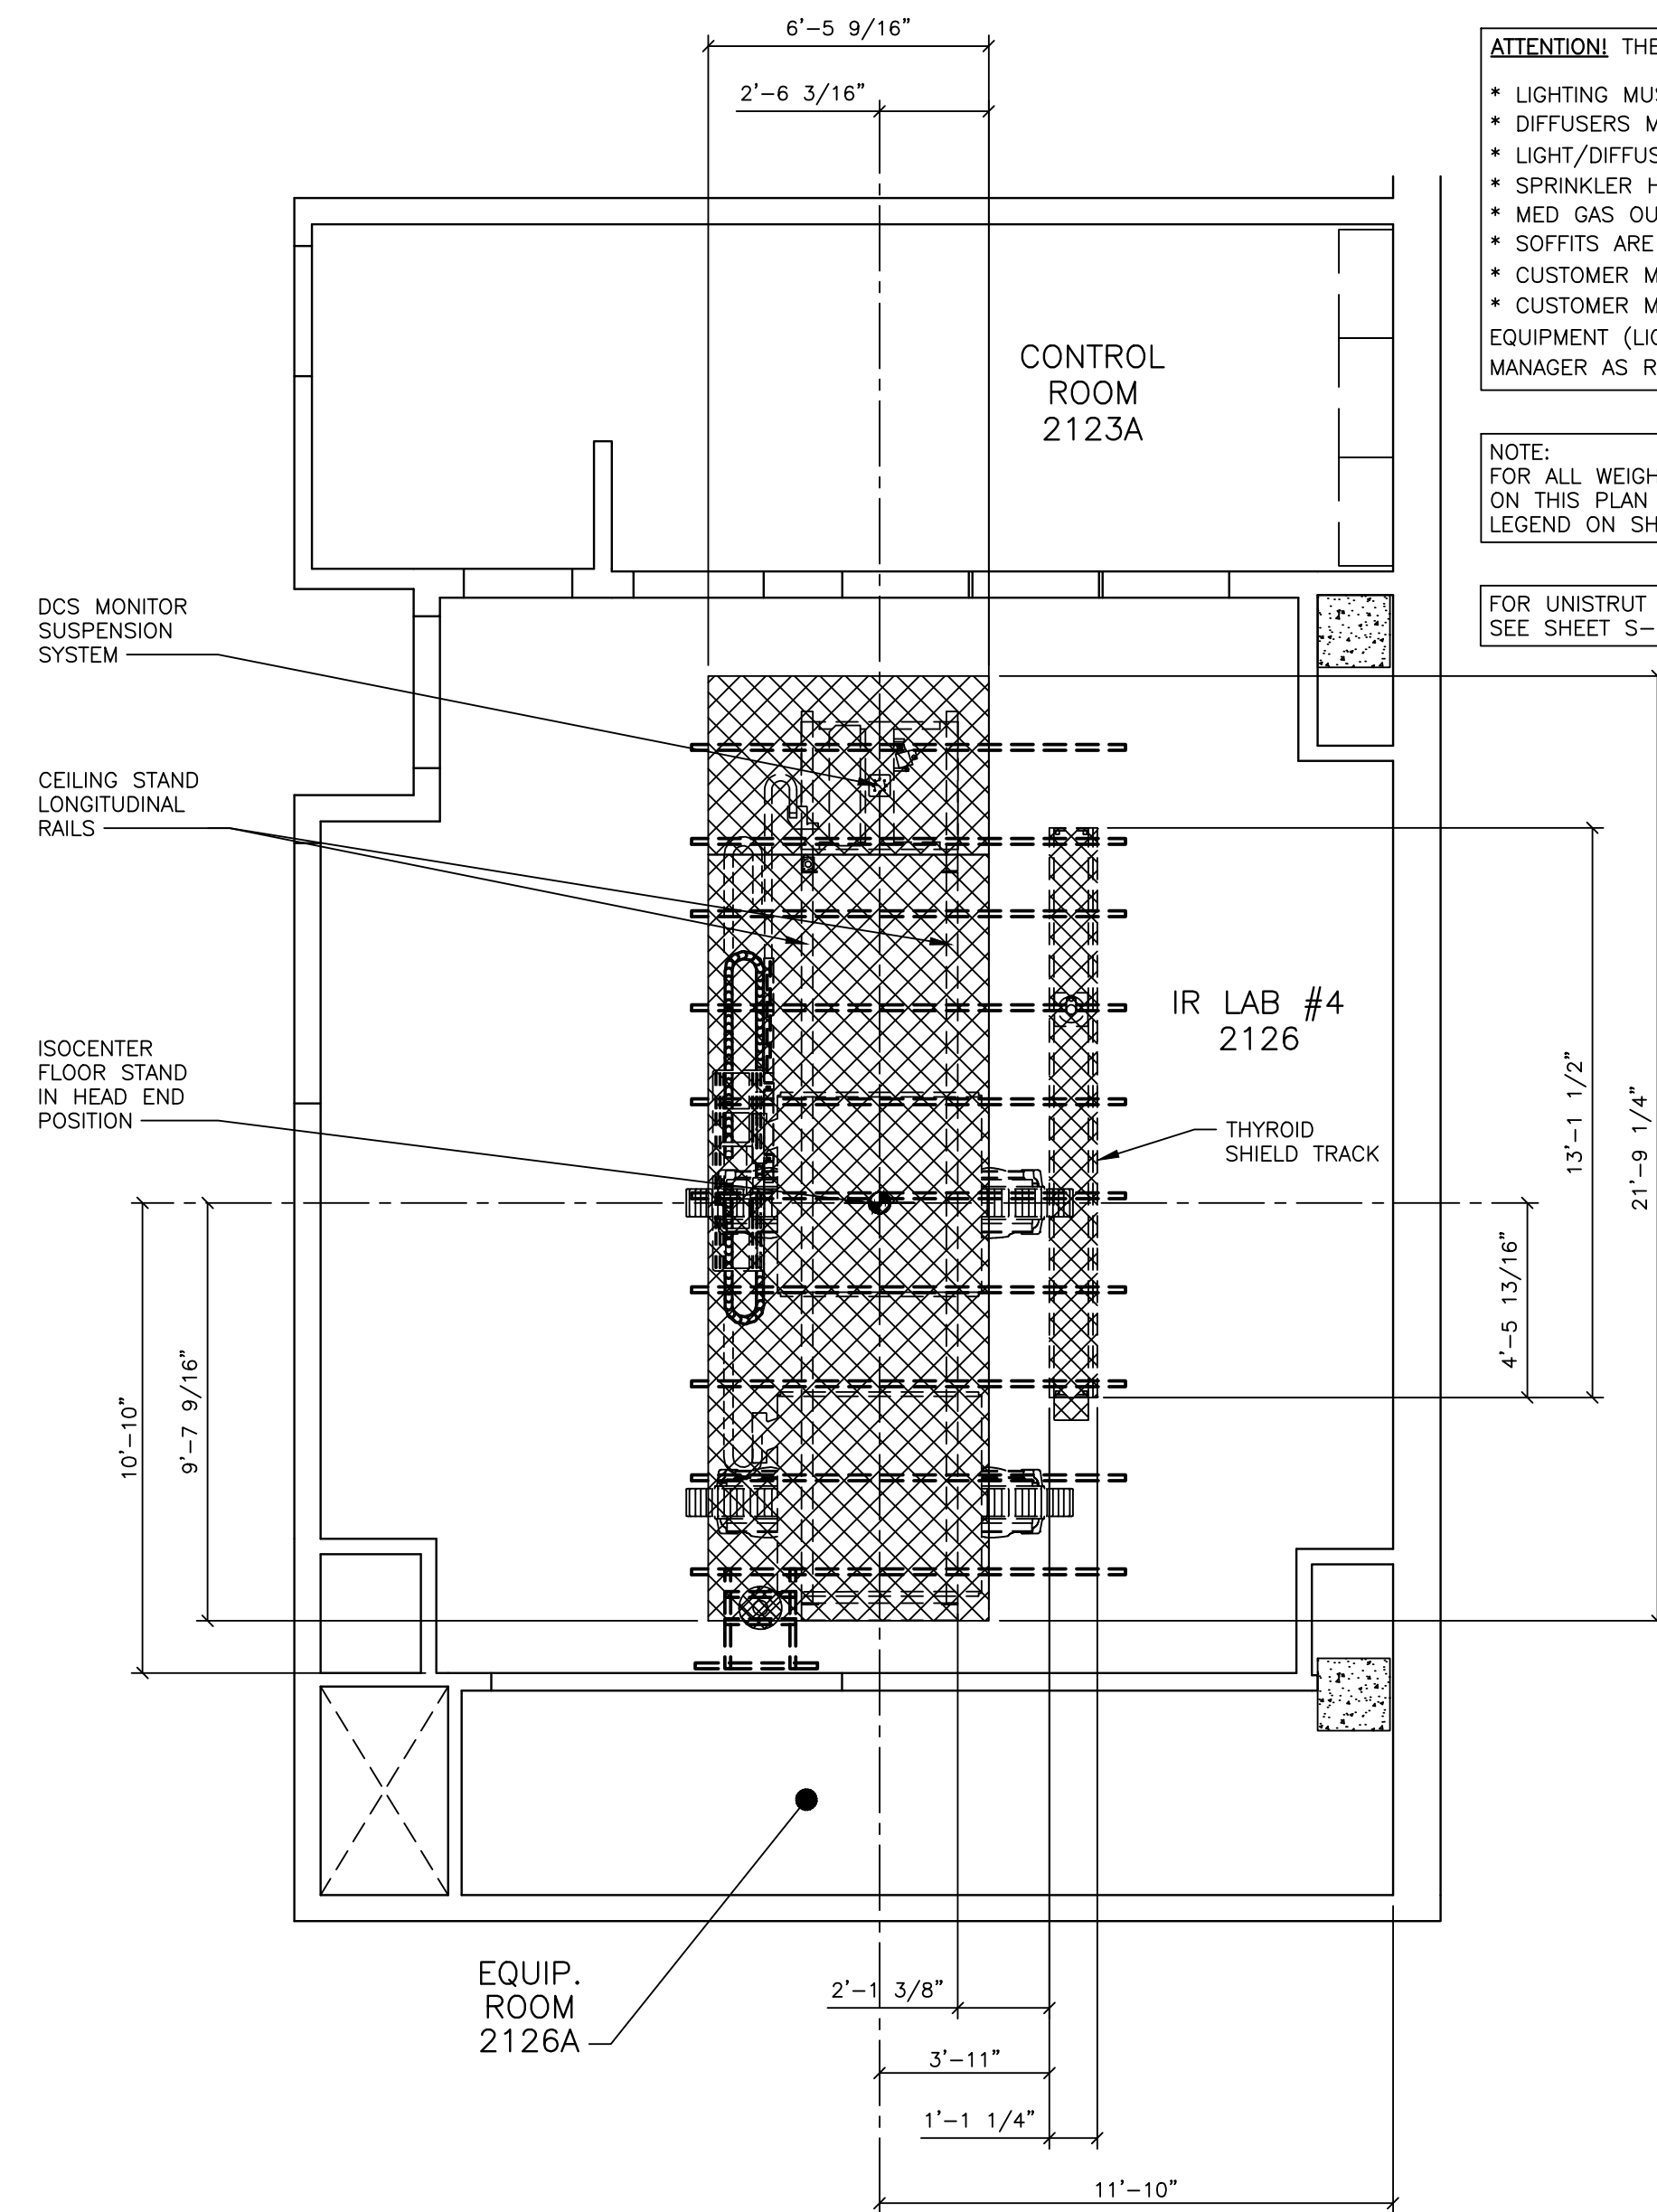 6'-5 9/16"
2'-6 3/16"
ATTENTION! THE
* LIGHTING MUS
* DIFFUSERS M
* LIGHT/DIFFUS
* SPRINKLER H
* MED GAS OU
* SOFFITS ARE
* CUSTOMER M
* CUSTOMER M
EQUIPMENT (LIG
MANAGER AS R
CONTROL
ROOM
2123A
NOTE:
FOR ALL WEIGH
ON THIS PLAN
LEGEND ON SH
FOR UNISTRUT
SEE SHEET S-
DCS MONITOR
SUSPENSION
SYSTEM
CEILING STAND
LONGITUDINAL
RAILS
IR LAB #4
2126
ISOCENTER
FLOOR STAND
IN HEAD END
POSITION
THYROID
SHIELD TRACK
13'-1 1/2"
21'-9 1/4"
4'-5 13/16"
10'-10"
9'-7 9/16"
EQUIP.
ROOM
2126A
2'-1 3/8"
3'-11"
1'-1 1/4"
11'-10"